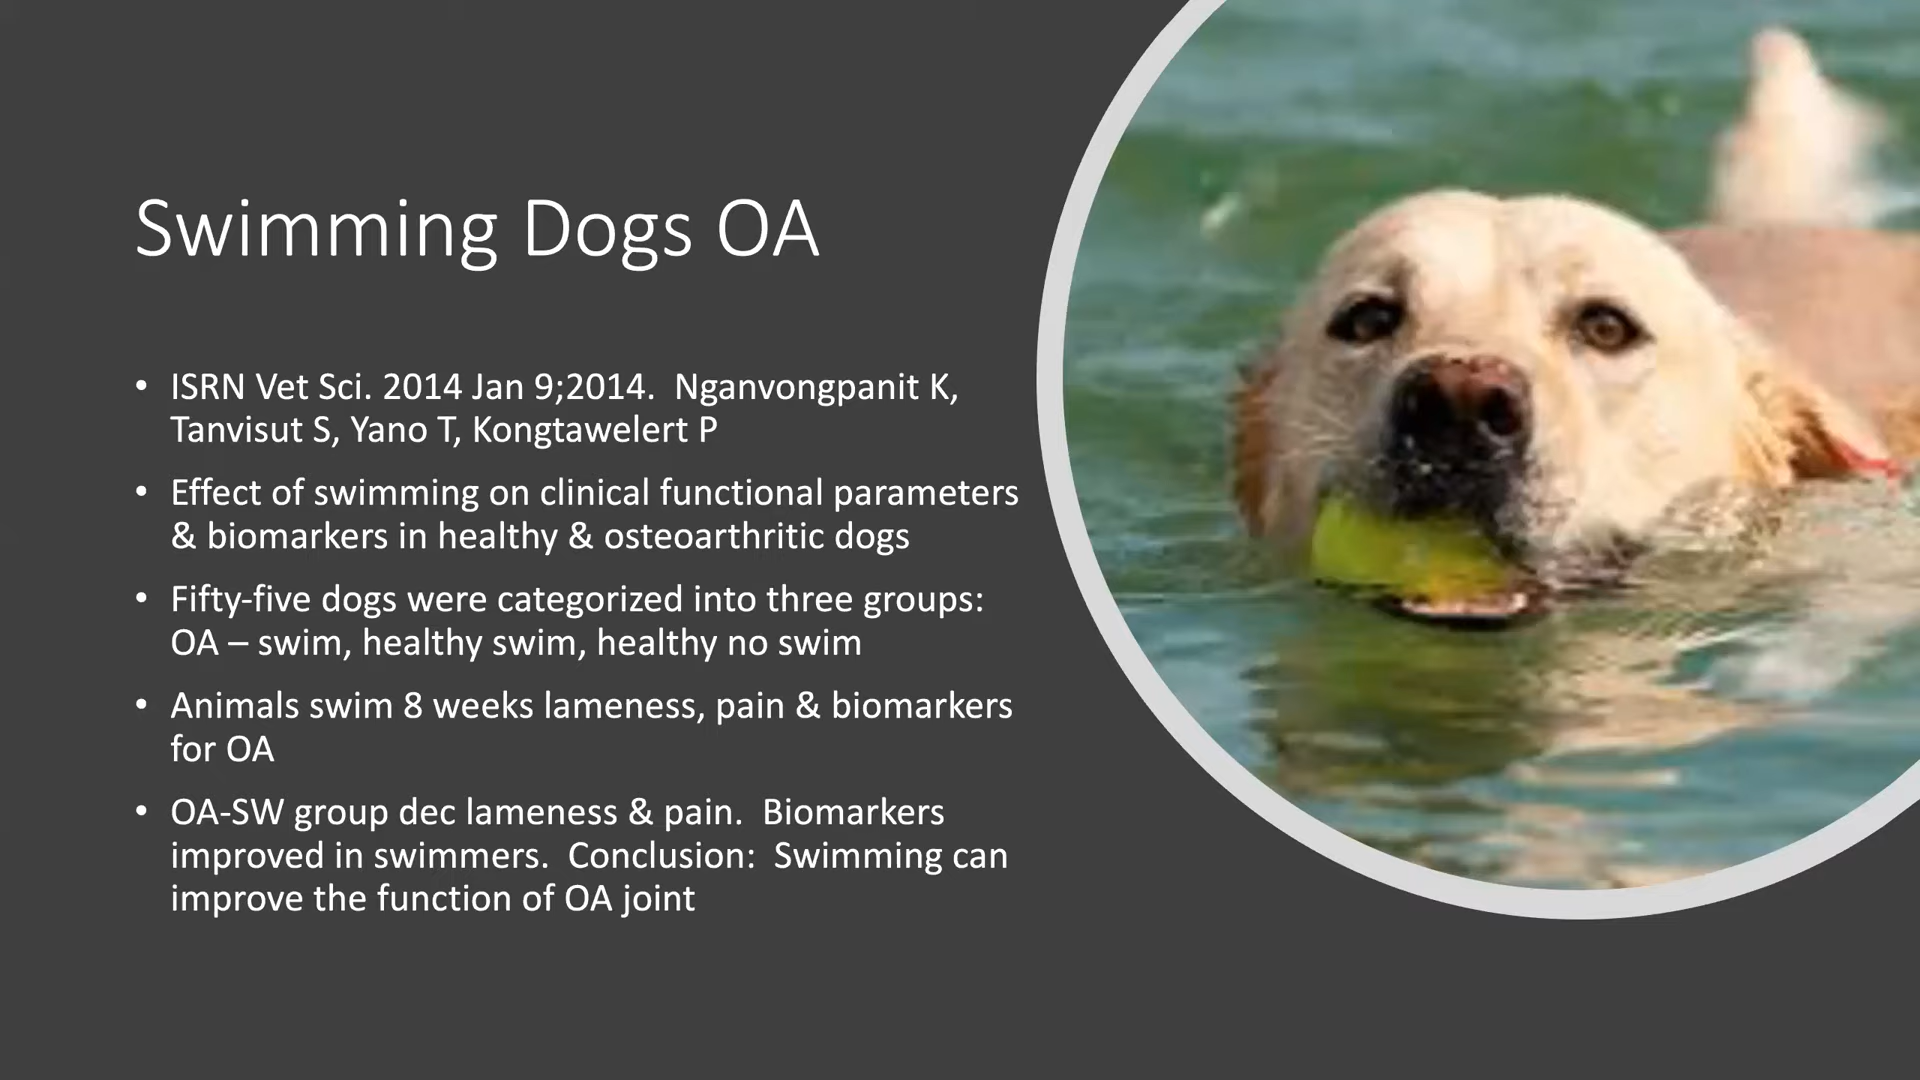 Swimming Dogs OA
• ISRN Vet Sci. 2014 Jan 9;2014.  Nganvongpanit K,
Tanvisut S, Yano T, Kongtawelert P
• Effect of swimming on clinical functional parameters
& biomarkers in healthy & osteoarthritic dogs
• Fifty-five dogs were categorized into three groups:
OA – swim, healthy swim, healthy no swim
• Animals swim 8 weeks lameness, pain & biomarkers
for OA
• OA-SW group dec lameness & pain.  Biomarkers
improved in swimmers.  Conclusion:  Swimming can
improve the function of OA joint